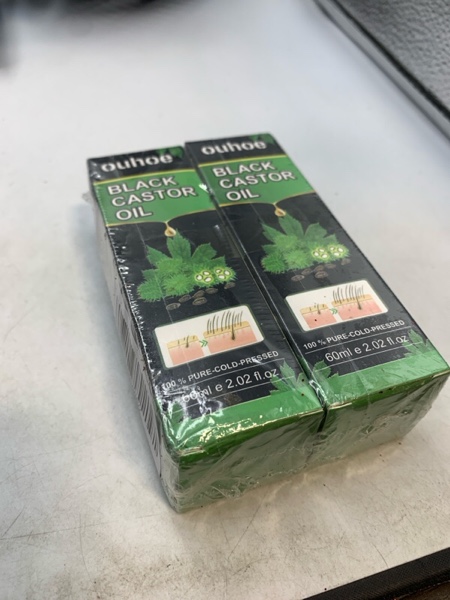 ouhoe
BLACK
CASTOR
OIL
100 % PURE-COLD-PRESSED
60ml e 2.02 fl.oz
ouhoe
BLACK
CASTOR
OIL
100 % PURE-COLD-PRESSED
60ml e 2.02 fl.oz